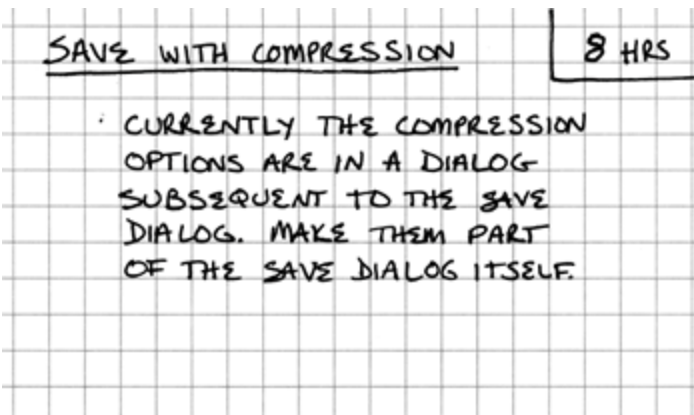 SAVE WITH COMPRESSION
8 HRS
CURRENTLY THE COMPRESSION
OPTIONS ARE IN A DIALOG
SUBSEQUENT TO THE SAVE
DIALOG. MAKE THEM PART
OF THE SAVE DIALOG ITSELF.